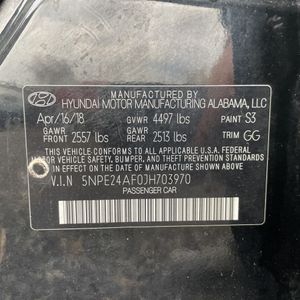 MANUFACTURED BY
HYUNDAI MOTOR MANUFACTURING ALABAMA, LLC
Apr/16/18 GVWR 4497 lbs PAINT S3
GAWR GAWR
FRONT 2557 lbs REAR 2513 lbs TRIM GG
THIS VEHICLE CONFORMS TO ALL APPLICABLE U.S.A FEDERAL
MOTOR VEHICLE SAFETY, BUMPER, AND THEFT PREVENTION
STANDARDS IN EFFECT ON THE DATE OF MANUFACTURE
SHOWN ABOVE.
V.I.N 5NPE24AF0JH703970
PASSENGER CAR